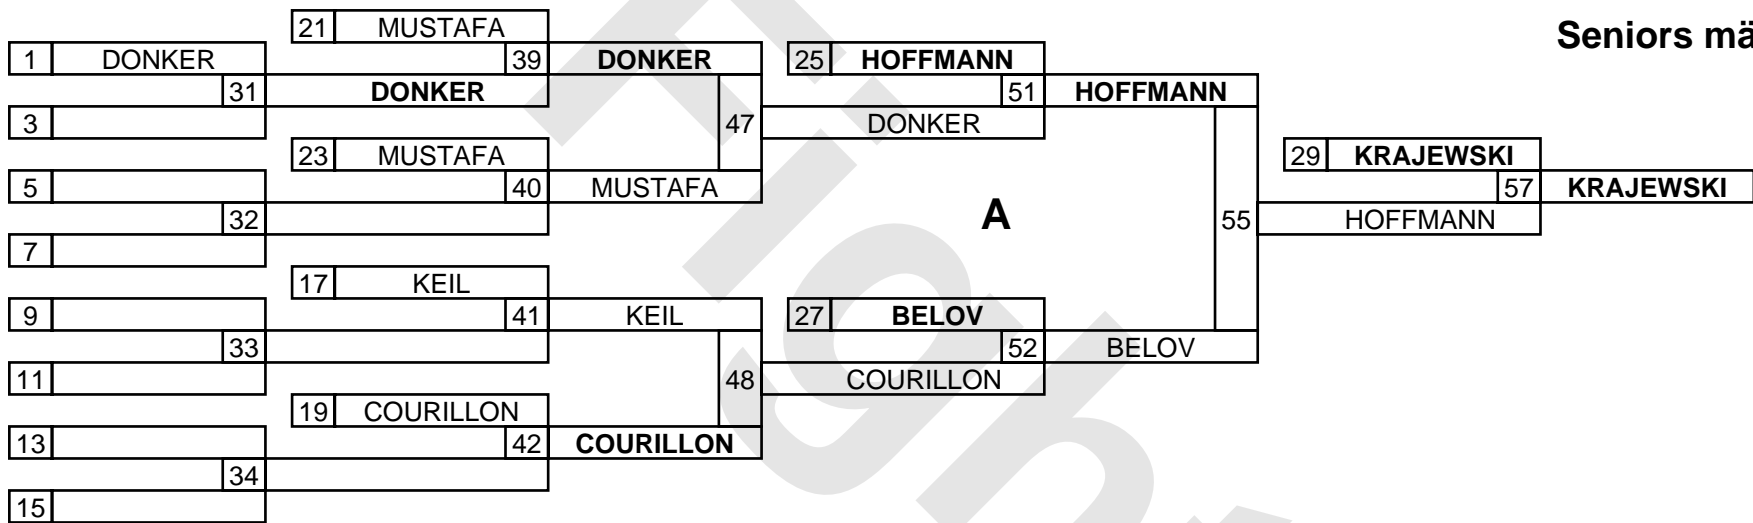 21 MUSTAFA
Seniors mä
1 DONKER 39 DONKER 25 HOFFMANN
31 DONKER 51 HOFFMANN
3 47 DONKER
23 MUSTAFA 29 KRAJEWSKI
5 40 MUSTAFA 57 KRAJEWSKI
32 A 55 HOFFMANN
7
17 KEIL
9 41 KEIL 27 BELOV
33 52 BELOV
11 48 COURILLON
19 COURILLON
13 42 COURILLON
34
15